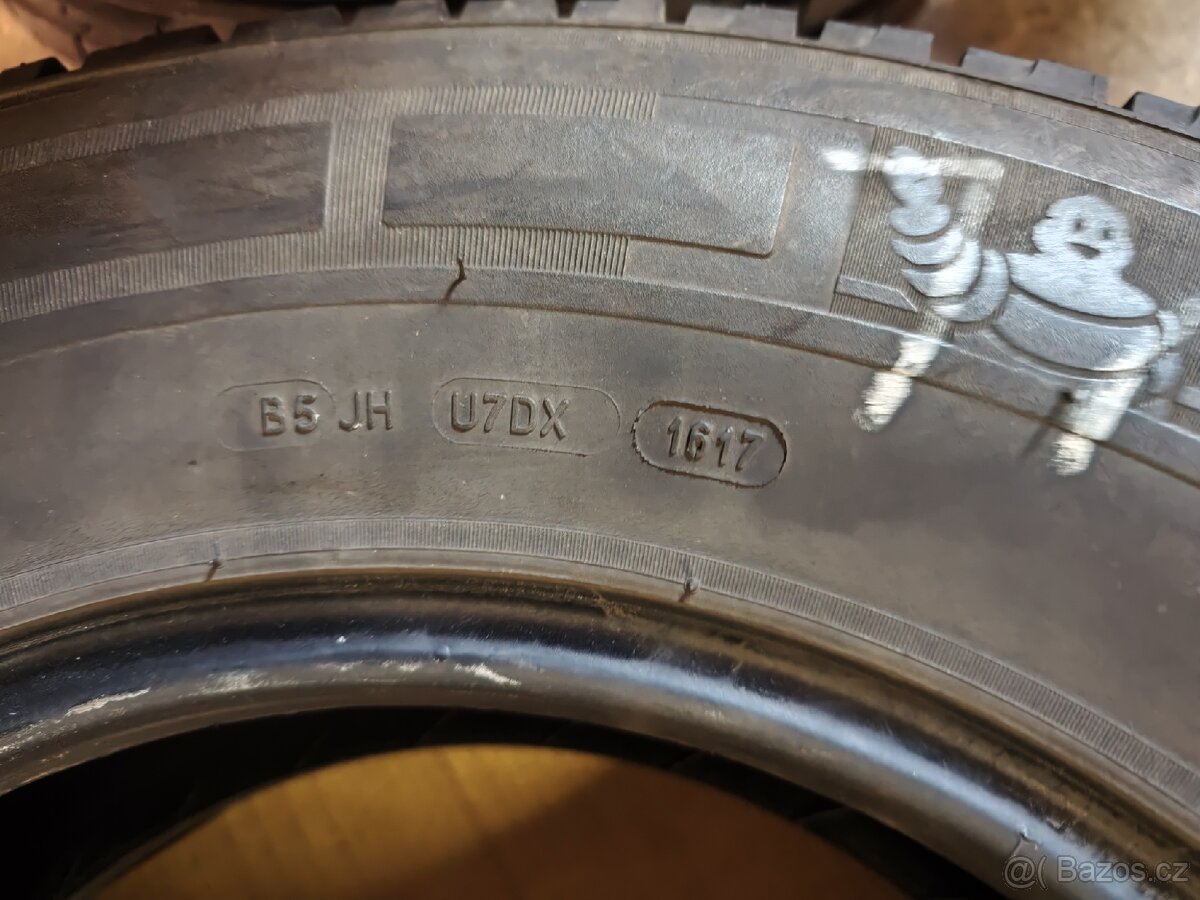 B5 JH U7DX 1617
@( Bazos.cz